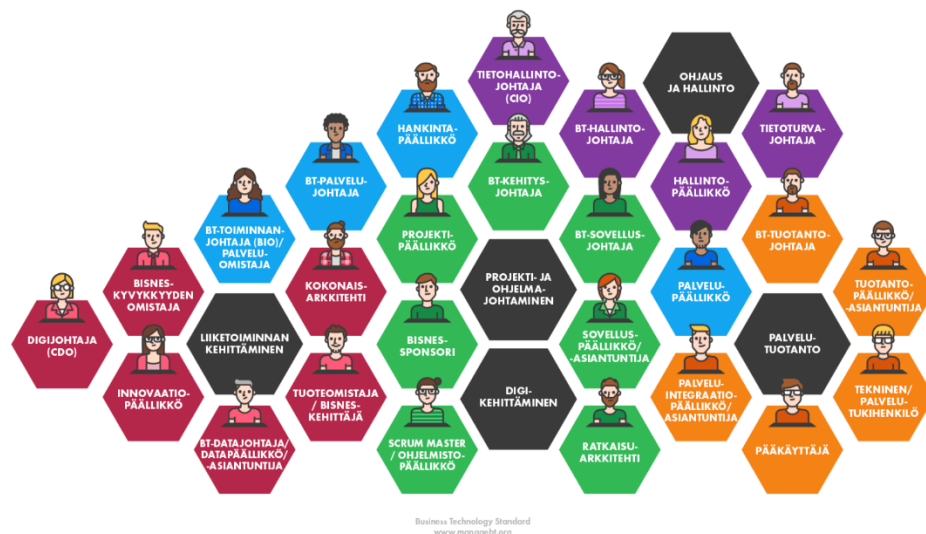 TIETOHALLINTO-
JOHTAJA
(CIO)
OHJAUS
JA HALLINTO
HANKINTA-
PÄÄLLIKKÖ
BT-HALLINTO-
JOHTAJA
TIETOTURVA-
JOHTAJA
BT-PALVELU-
JOHTAJA
BT-KEHITYS-
JOHTAJA
HALLINTO-
PÄÄLLIKKÖ
BT-TOIMINNAN-
JOHTAJA (BIO)/
PALVELU-
OMISTAJA
PROJEKTI-
PÄÄLLIKKÖ
BT-SOVELLUS-
JOHTAJA
BT-TUOTANTO-
JOHTAJA
BISNES-
KYVYKKYYDEN
OMISTAJA
KOKONAIS-
ARKKITEHTI
PROJEKTI- JA
OHJELMA-
JOHTAMINEN
PALVELU-
PÄÄLLIKKÖ
TUOTANTO-
PÄÄLLIKKÖ/
-ASIANTUNTIJA
DIGIJOHTAJA
(CDO)
LIIKETOIMINNAN
KEHITTÄMINEN
BISNES-
SPONSORI
SOVELLUS-
PÄÄLLIKKÖ/
-ASIANTUNTIJA
PALVELU-
TUOTANTO
INNOVAATIO-
PÄÄLLIKKÖ
TUOTEOMISTAJA
/ BISNES-
KEHITTÄJÄ
DIGI-
KEHITTÄMINEN
PALVELU-
INTEGRAATIO-
PÄÄLLIKKÖ/
ASIANTUNTIJA
TEKNINEN/
PALVELU-
TUKIHENKILÖ
BT-DATAJOHTAJA/
DATAPÄÄLLIKKÖ/
-ASIANTUNTIJA
SCRUM MASTER
/ OHJELMISTO-
PÄÄLLIKKÖ
RATKAISU-
ARKKITEHTI
PÄÄKÄYTTÄJÄ
Business Technology Standard
www.managebt.org